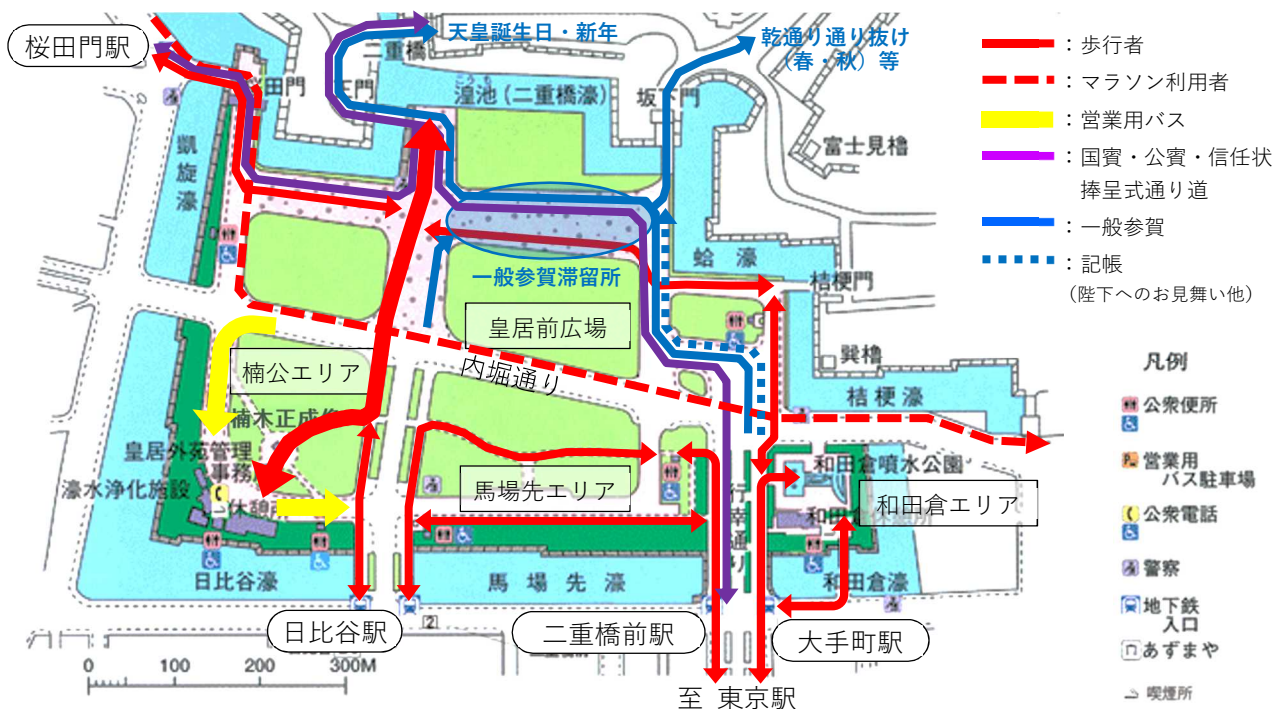 桜田門駅
天皇誕生日・新年
乾通り通り抜け
(春・秋)等
二重橋
桜田門
正門
湟池(二重橋濠)
坂下門
富士見櫓
凱旋濠
蛤濠
桔梗門
一般参賀滞留所
皇居前広場
巽櫓
楠公エリア
内堀通り
桔梗濠
楠木正成像
皇居外苑管理
事務所
濠水浄化施設
休憩所
馬場先エリア
行幸通り
和田倉噴水公園
和田倉エリア
日比谷濠
馬場先濠
和田倉濠
日比谷駅
2
二重橋前駅
大手町駅
0 100 200 300M
至 東京駅
:歩行者
:マラソン利用者
:営業用バス
:国賓・公賓・信任状
捧呈式通り道
:一般参賀
:記帳
(陛下へのお見舞い他)
凡例
公衆便所
P 営業用
バス駐車場
公衆電話
警察
地下鉄
入口
あずまや
喫煙所